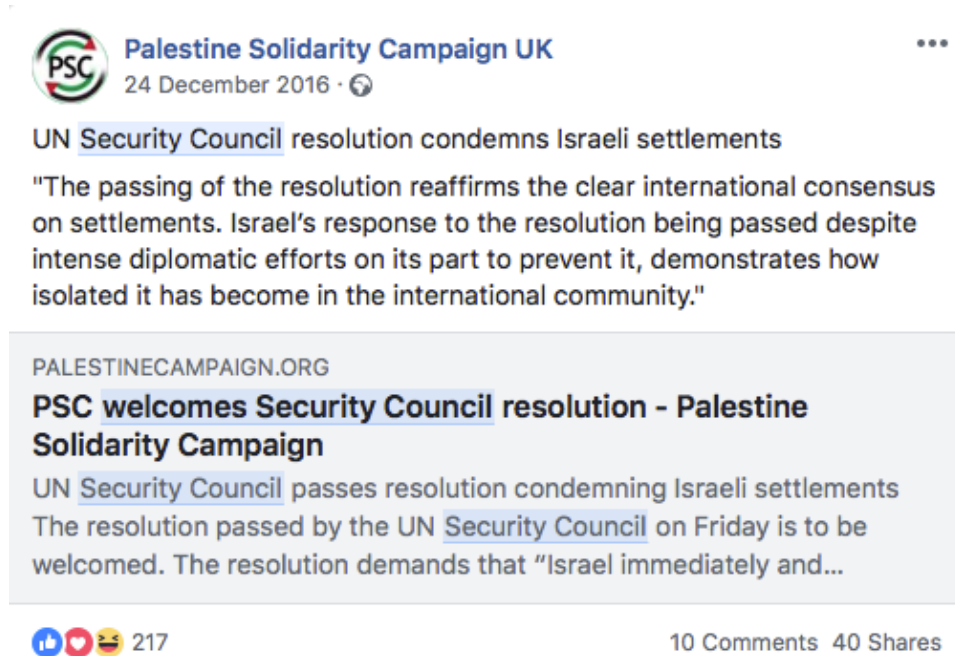 PSC
Palestine Solidarity Campaign UK
24 December 2016 ·
UN Security Council resolution condemns Israeli settlements
"The passing of the resolution reaffirms the clear international consensus
on settlements. Israel’s response to the resolution being passed despite
intense diplomatic efforts on its part to prevent it, demonstrates how
isolated it has become in the international community."
PALESTINECAMPAIGN.ORG
PSC welcomes Security Council resolution - Palestine
Solidarity Campaign
UN Security Council passes resolution condemning Israeli settlements
The resolution passed by the UN Security Council on Friday is to be
welcomed. The resolution demands that “Israel immediately and...
217
10 Comments 40 Shares